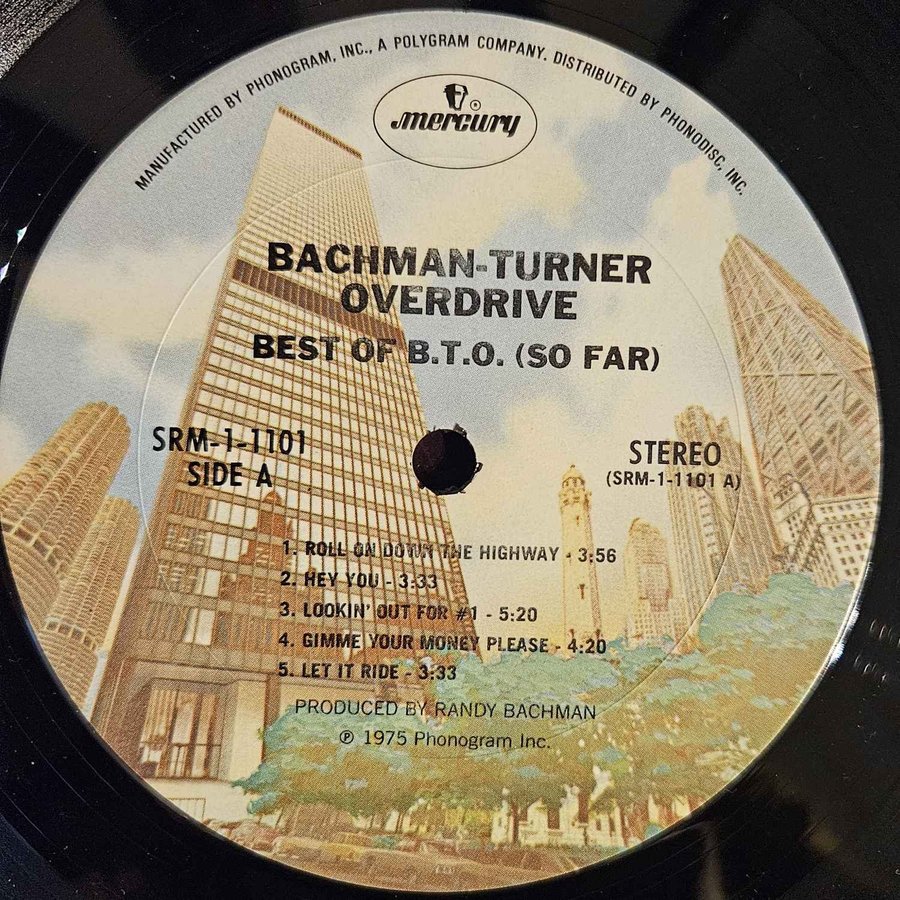 MANUFACTURED BY PHONOGRAM, INC., A POLYGRAM COMPANY. DISTRIBUTED BY PHONODISC, INC.
mercury ®
BACHMAN-TURNER
OVERDRIVE
BEST OF B.T.O. (SO FAR)
SRM-1-1101
SIDE A
STEREO
(SRM-1-1101 A)
1. ROLL ON DOWN THE HIGHWAY - 3:56
2. HEY YOU - 3:33
3. LOOKIN' OUT FOR #1 - 5:20
4. GIMME YOUR MONEY PLEASE - 4:20
5. LET IT RIDE - 3:33
PRODUCED BY RANDY BACHMAN
℗ 1975 Phonogram Inc.